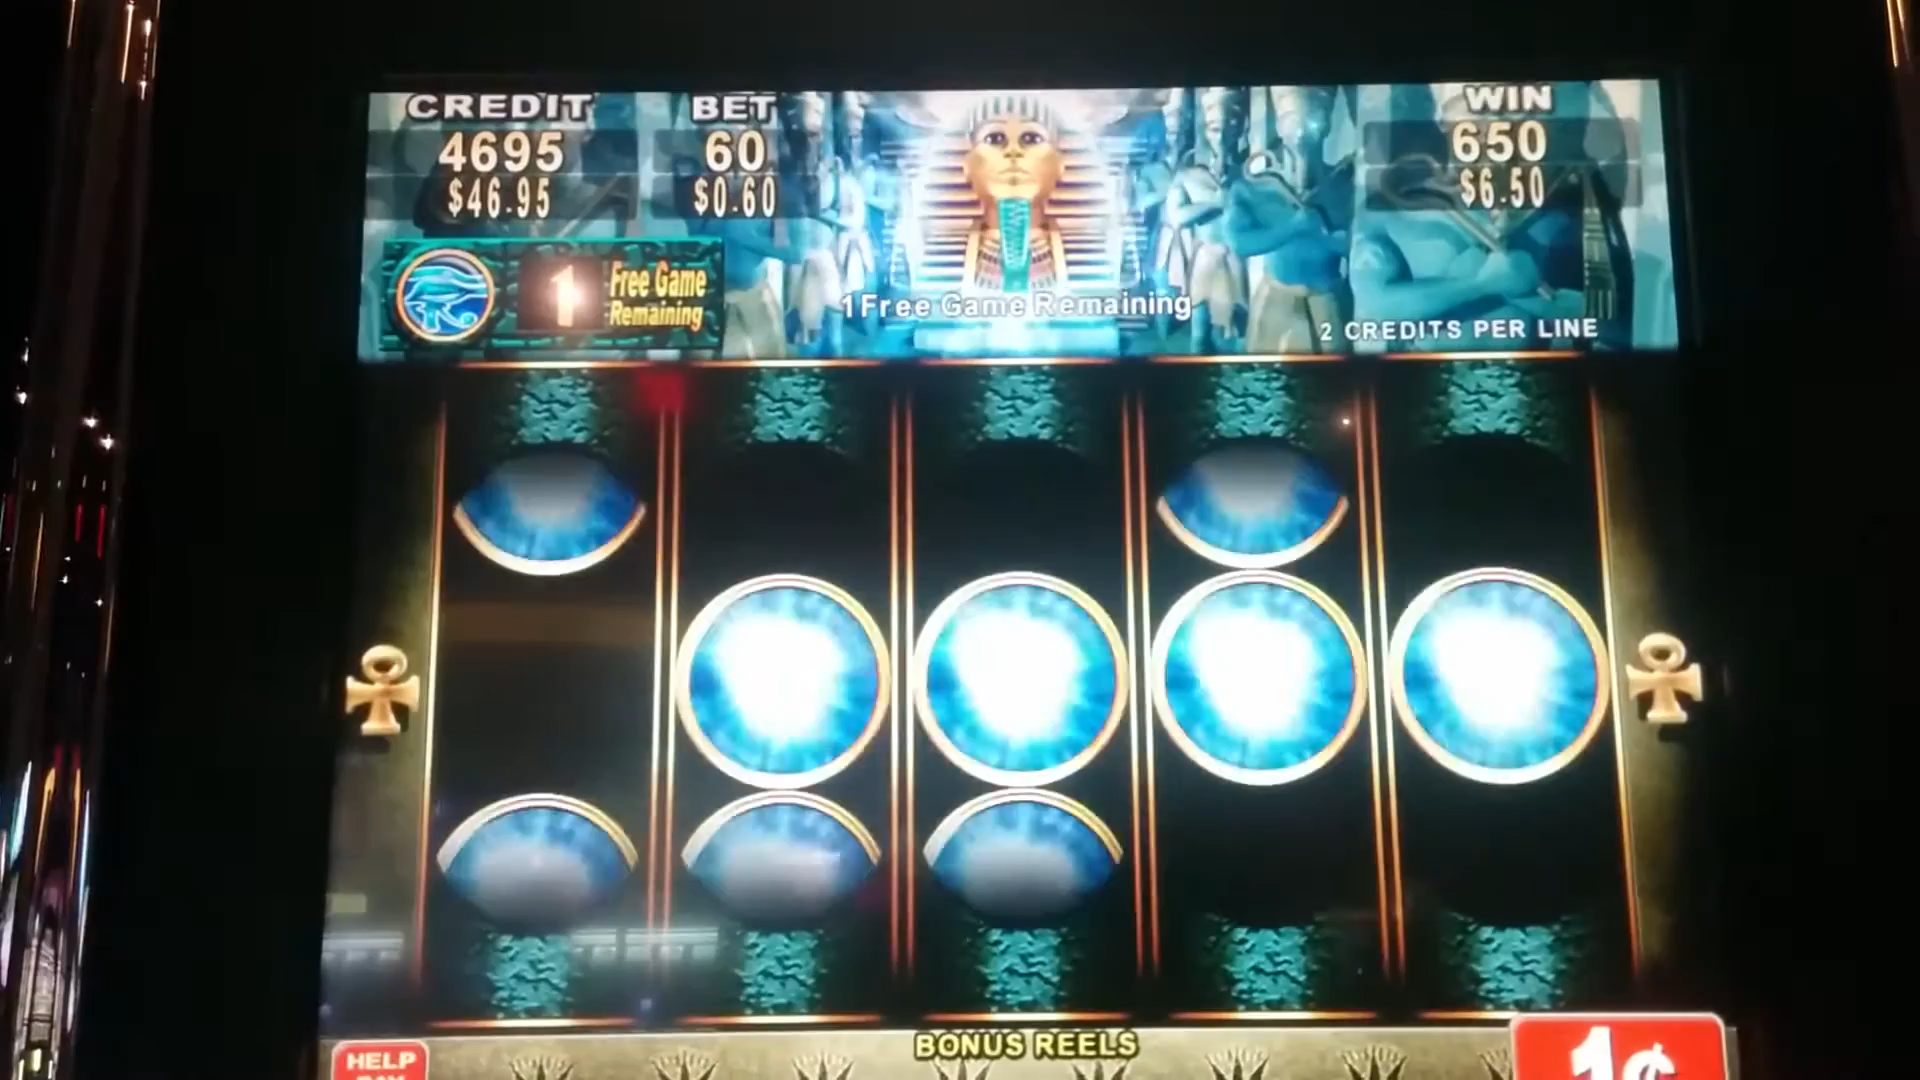 CREDIT
4695
$46.95
BET
60
$0.60
WIN
650
$6.50
1
Free Game
Remaining
1 Free Game Remaining
2 CREDITS PER LINE
BONUS REELS
HELP
PAY
1¢